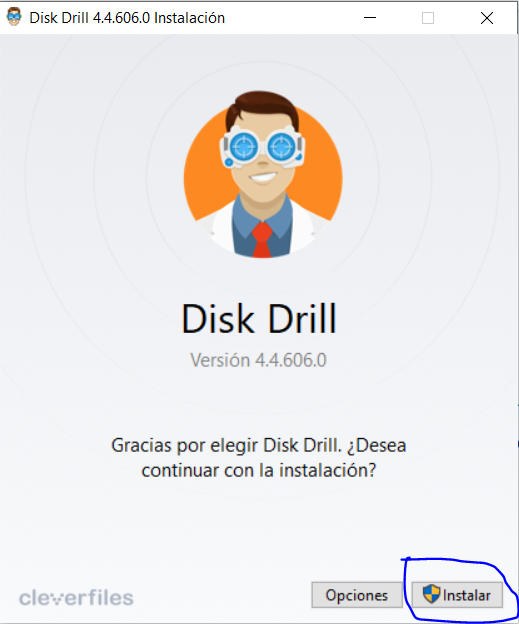 Disk Drill 4.4.606.0 Instalación
Disk Drill
Versión 4.4.606.0
Gracias por elegir Disk Drill. ¿Desea
continuar con la instalación?
cleverfiles
Opciones
Instalar